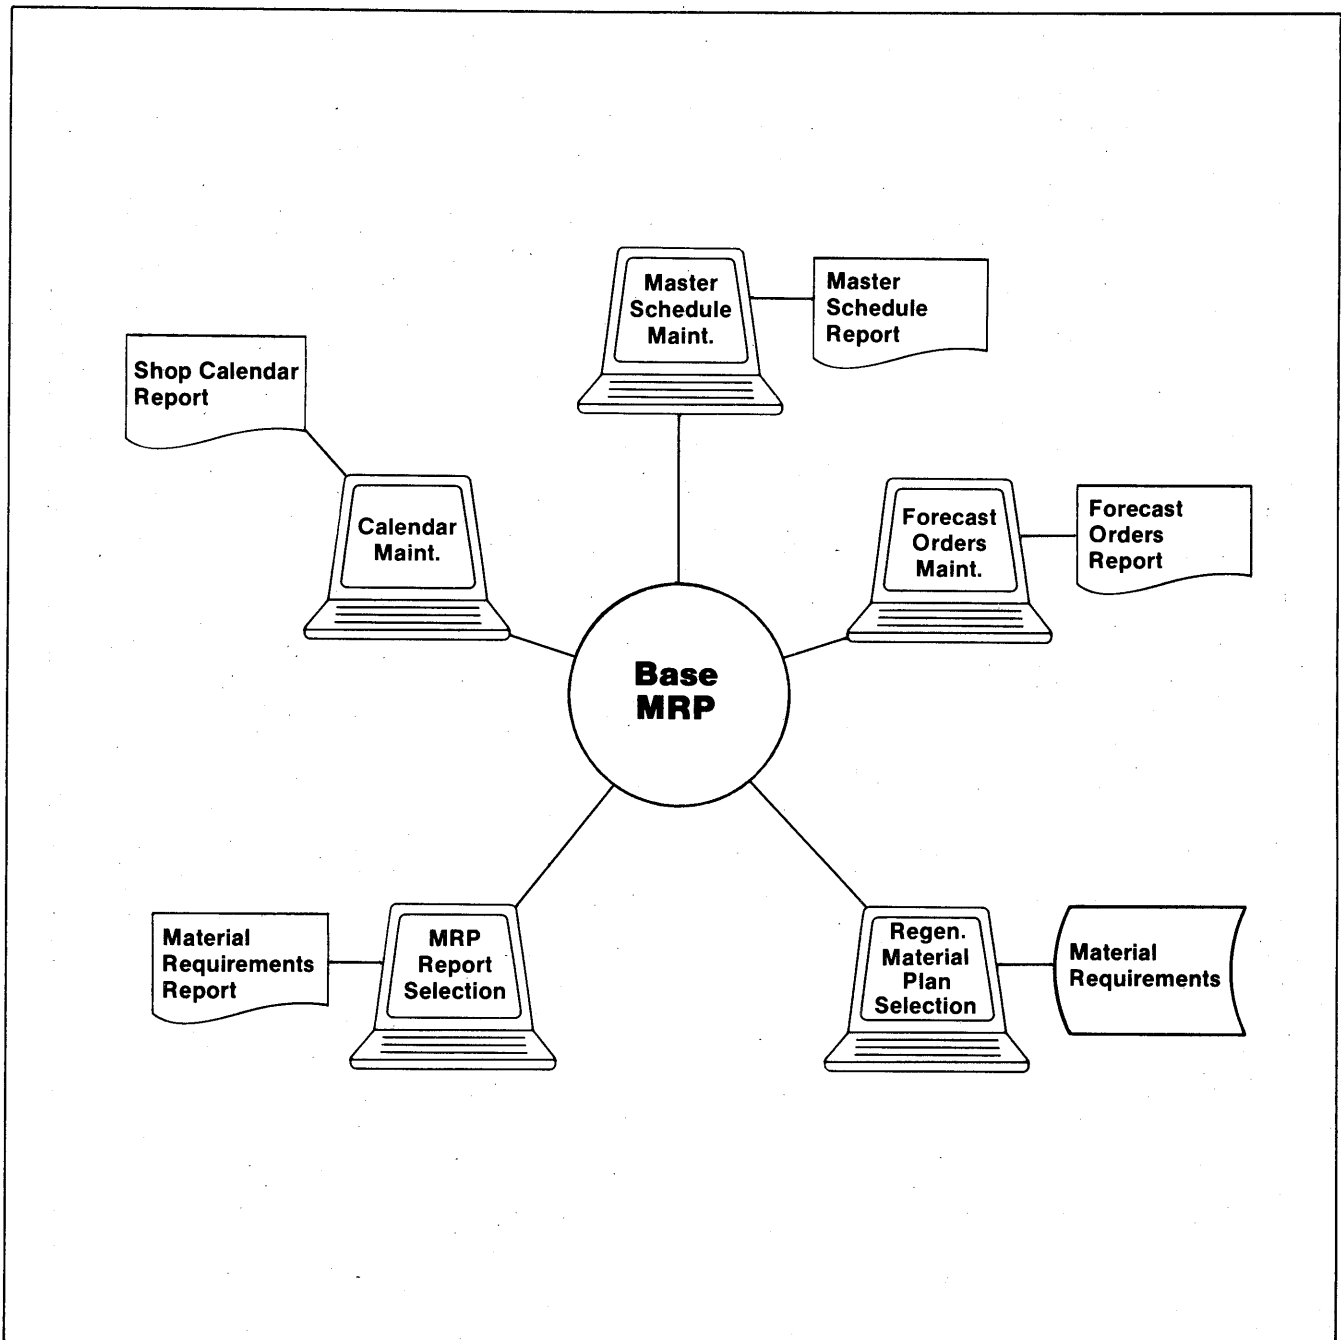 Master
Schedule
Maint.
Master
Schedule
Report
Shop Calendar
Report
Calendar
Maint.
Forecast
Orders
Maint.
Forecast
Orders
Report
Base
MRP
Material
Requirements
Report
MRP
Report
Selection
Regen.
Material
Plan
Selection
Material
Requirements